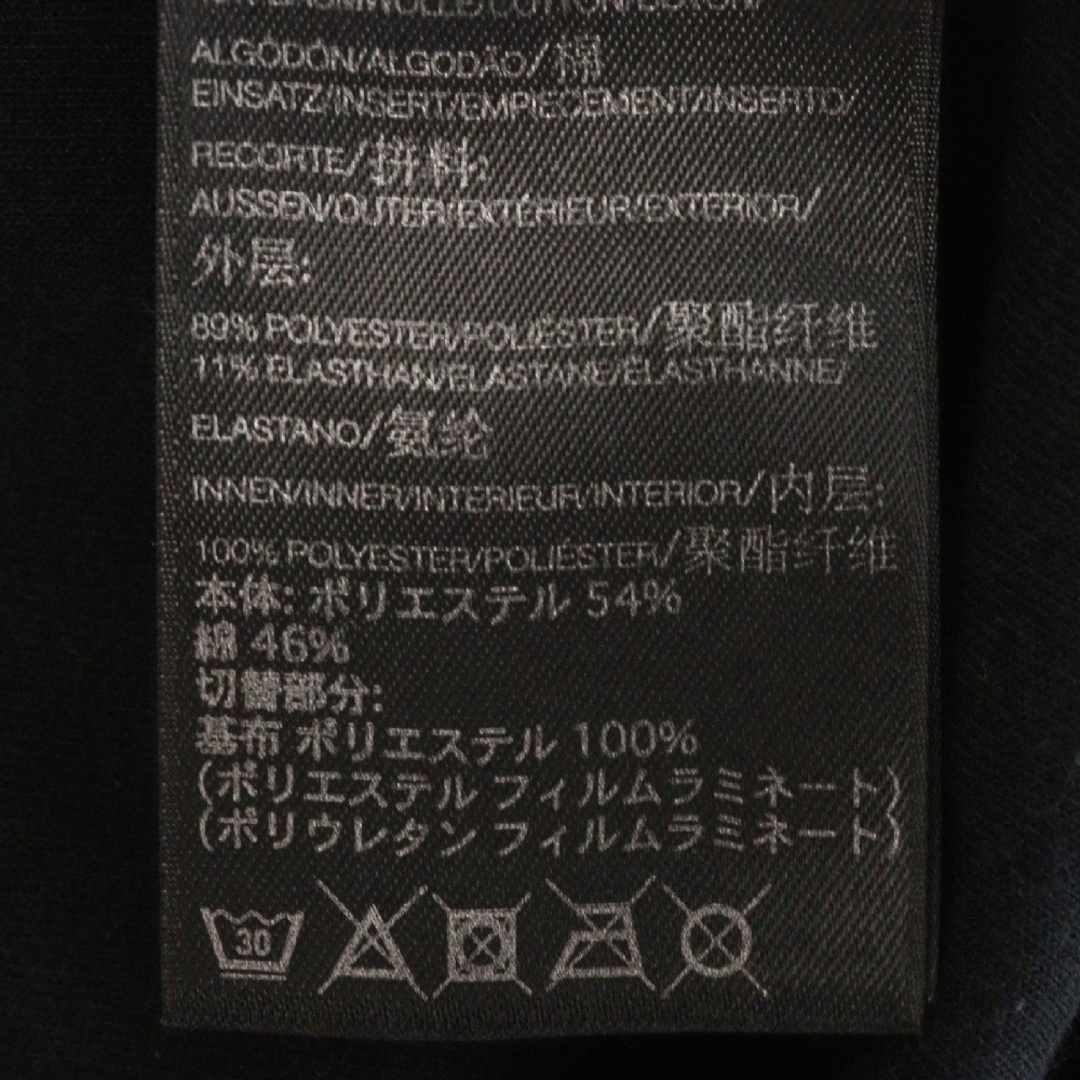 ALGODÓN/ALGODÃO/棉
EINSATZ/INSERT/EMPIECEMENT/INSERTO/
RECORTE/拼料:
AUSSEN/OUTER/EXTÉRIEUR/EXTERIOR/
外层:
89% POLYESTER/POLIÉSTER/聚酯纤维
11% ELASTHAN/ELASTANE/ÉLASTHANNE/
ELASTANO/氨纶
INNEN/INNER/INTERIEUR/INTERIOR/内层:
100% POLYESTER/POLIÉSTER/聚酯纤维
本体: ポリエステル 54%
綿 46%
切替部分:
基布 ポリエステル 100%
(ポリエステル フィルムラミネート)
(ポリウレタン フィルムラミネート)
30